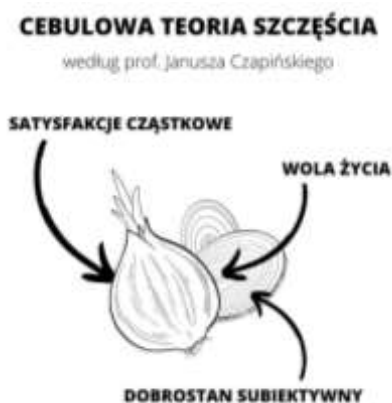 CEBULOWA TEORIA SZCZĘŚCIA
według prof. Janusza Czapińskiego
SATYSFAKCJE CZĄSTKOWE
WOLA ŻYCIA
DOBROSTAN SUBIEKTYWNY